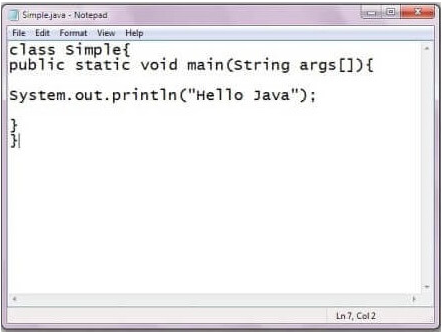 Simple.java - Notepad
File Edit Format View Help
class Simple{
public static void main(String args[]){
System.out.println("Hello Java");
}
}
Ln 7, Col 2